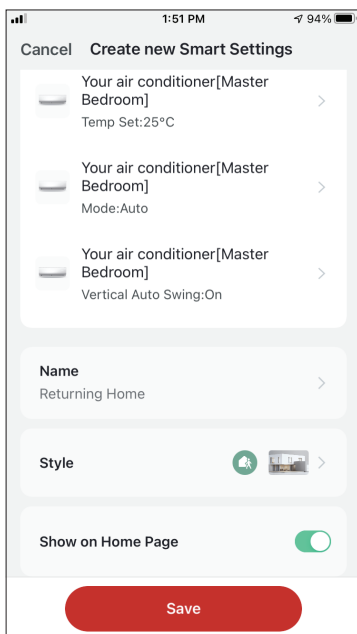 1:51 PM
94%
Cancel Create new Smart Settings
Your air conditioner[Master
Bedroom]
Temp Set:25°C
Your air conditioner[Master
Bedroom]
Mode:Auto
Your air conditioner[Master
Bedroom]
Vertical Auto Swing:On
Name
Returning Home
Style
Show on Home Page
Save